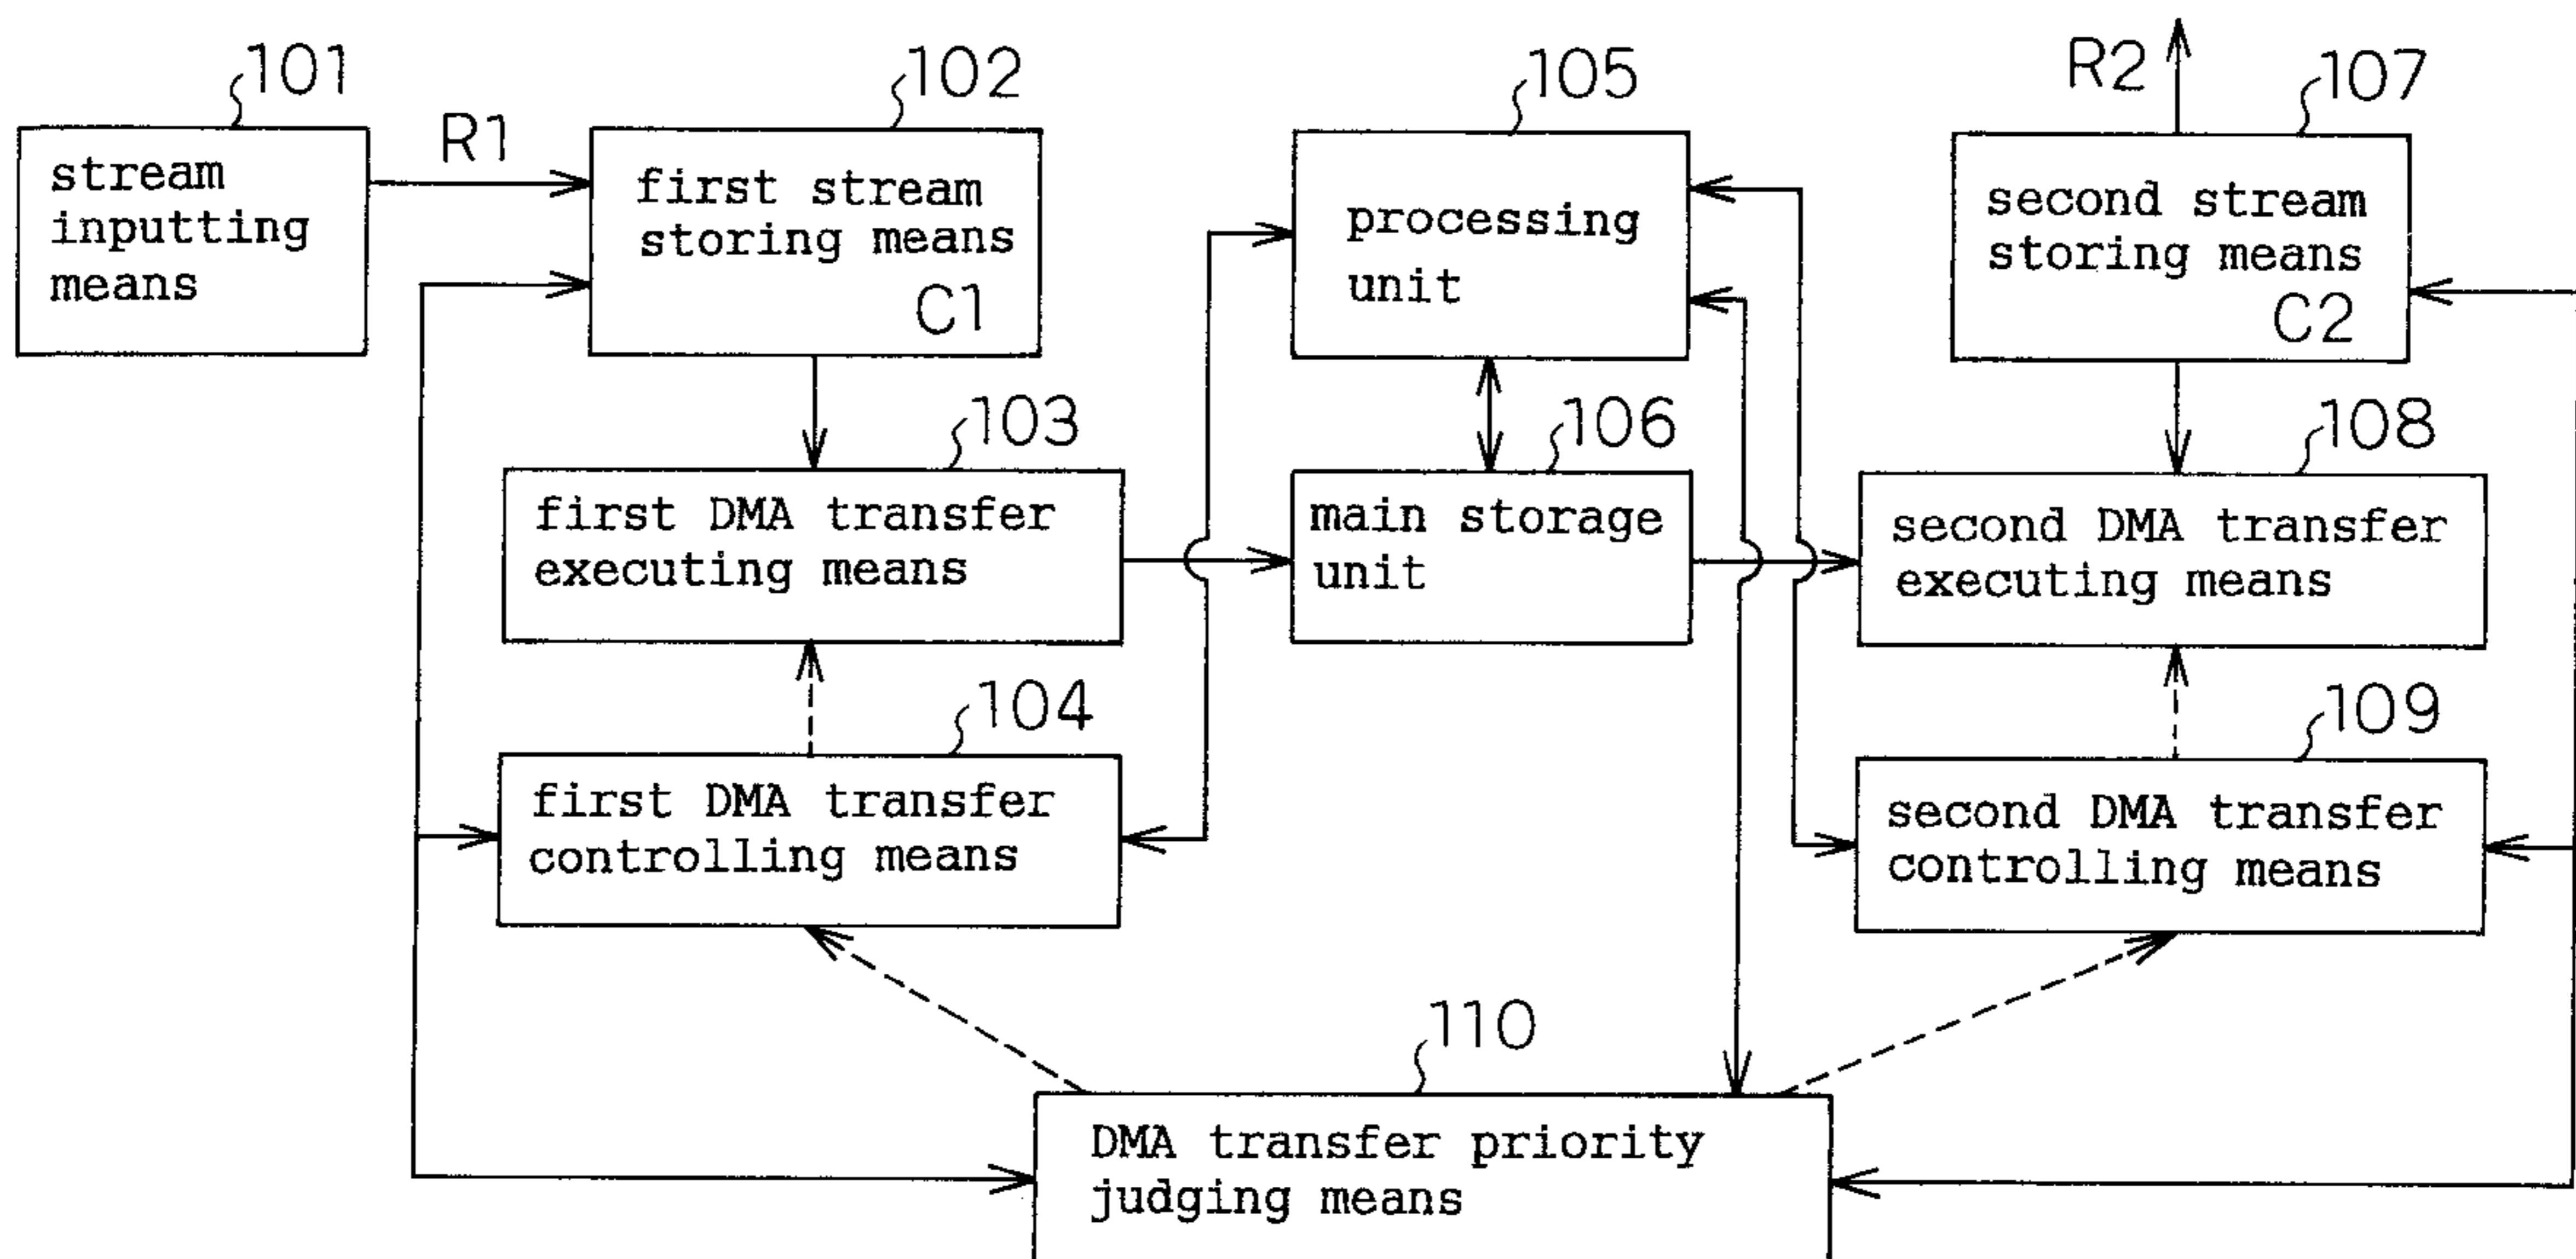 101
R1
stream
inputting
means
102
first stream
storing means
C1
105
processing
unit
R2
107
second stream
storing means
C2
103
first DMA transfer
executing means
106
main storage
unit
108
second DMA transfer
executing means
104
first DMA transfer
controlling means
109
second DMA transfer
controlling means
110
DMA transfer priority
judging means